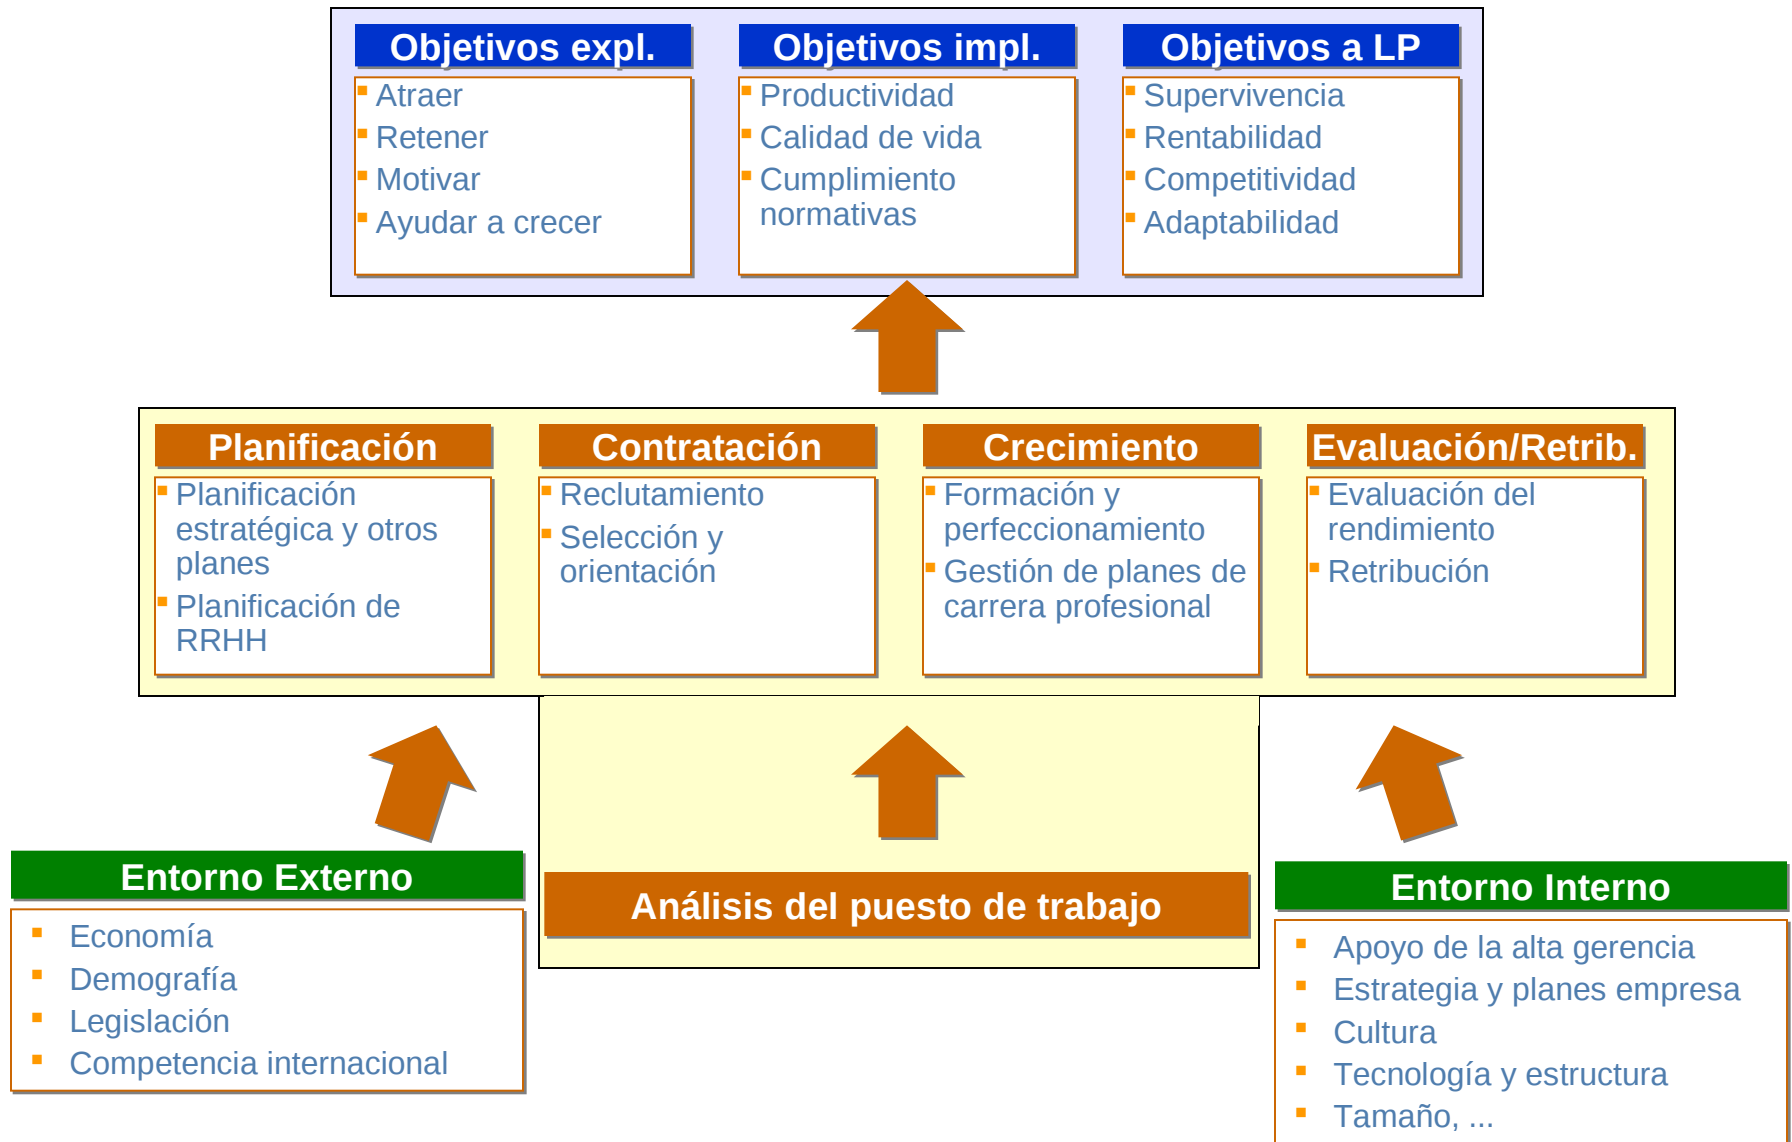 Objetivos expl.
Atraer
Retener
Motivar
Ayudar a crecer
Objetivos impl.
Productividad
Calidad de vida
Cumplimiento
normativas
Objetivos a LP
Supervivencia
Rentabilidad
Competitividad
Adaptabilidad
Planificación
Planificación
estratégica y otros
planes
Planificación de
RRHH
Contratación
Reclutamiento
Selección y
orientación
Crecimiento
Formación y
perfeccionamiento
Gestión de planes de
carrera profesional
Evaluación/Retrib.
Evaluación del
rendimiento
Retribución
Entorno Externo
Economía
Demografía
Legislación
Competencia internacional
Análisis del puesto de trabajo
Entorno Interno
Apoyo de la alta gerencia
Estrategia y planes empresa
Cultura
Tecnología y estructura
Tamaño, ...